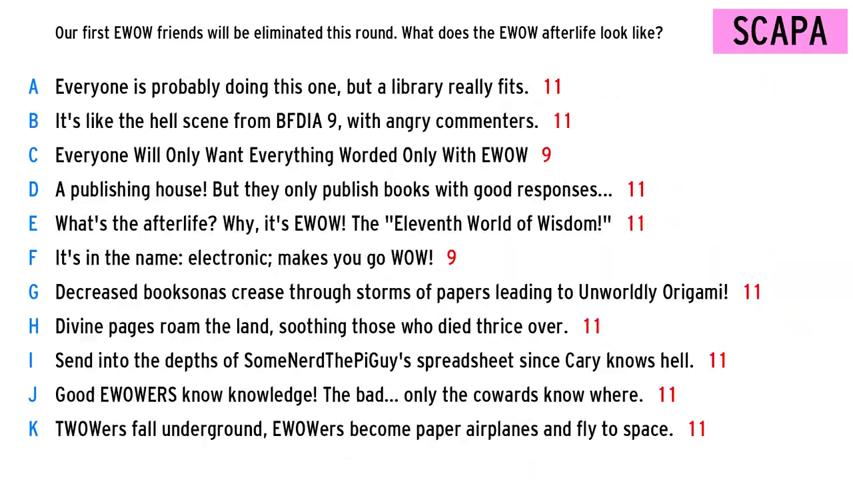 Our first EWOW friends will be eliminated this round. What does the EWOW afterlife look like?
SCAPA
A Everyone is probably doing this one, but a library really fits. 11
B It's like the hell scene from BFDIA 9, with angry commenters. 11
C Everyone Will Only Want Everything Worded Only With EWOW 9
D A publishing house! But they only publish books with good responses... 11
E What's the afterlife? Why, it's EWOW! The "Eleventh World of Wisdom!" 11
F It's in the name: electronic; makes you go WOW! 9
G Decreased booksonas crease through storms of papers leading to Unworldly Origami! 11
H Divine pages roam the land, soothing those who died thrice over. 11
I Send into the depths of SomeNerdThePiGuy's spreadsheet since Cary knows hell. 11
J Good EWOWERS know knowledge! The bad... only the cowards know where. 11
K TWOWers fall underground, EWOWers become paper airplanes and fly to space. 11